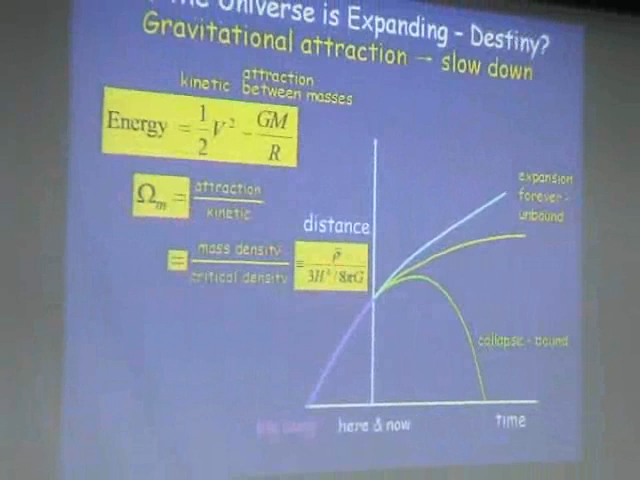 The Universe is Expanding - Destiny?
Gravitational attraction → slow down
kinetic attraction between masses
Energy = 1/2 V² - GM/R
Ωm = attraction/kinetic
= mass density/critical density = ρ̄/3H²/8πG
distance
expansion
forever -
unbound
collapse - bound
here & now
time